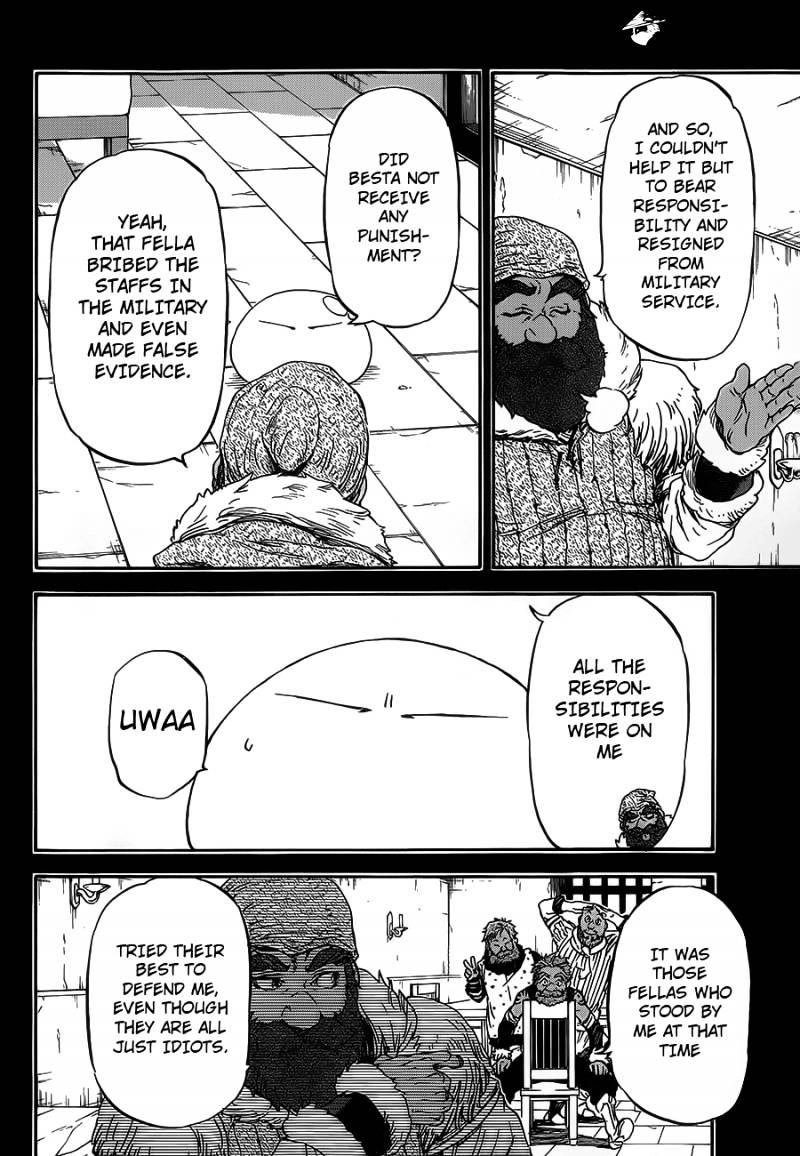 AND SO,
I COULDN'T
HELP IT BUT
TO BEAR
RESPONSI-
BILITY AND
RESIGNED
FROM
MILITARY
SERVICE.
DID
BESTA NOT
RECEIVE
ANY
PUNISH-
MENT?
YEAH,
THAT FELLA
BRIBED THE
STAFFS IN
THE MILITARY
AND EVEN
MADE FALSE
EVIDENCE.
ALL THE
RESPON-
SIBILITIES
WERE ON
ME
UWAA
IT WAS
THOSE
FELLAS WHO
STOOD BY
ME AT THAT
TIME
TRIED THEIR
BEST TO
DEFEND ME,
EVEN THOUGH
THEY ARE ALL
JUST IDIOTS.